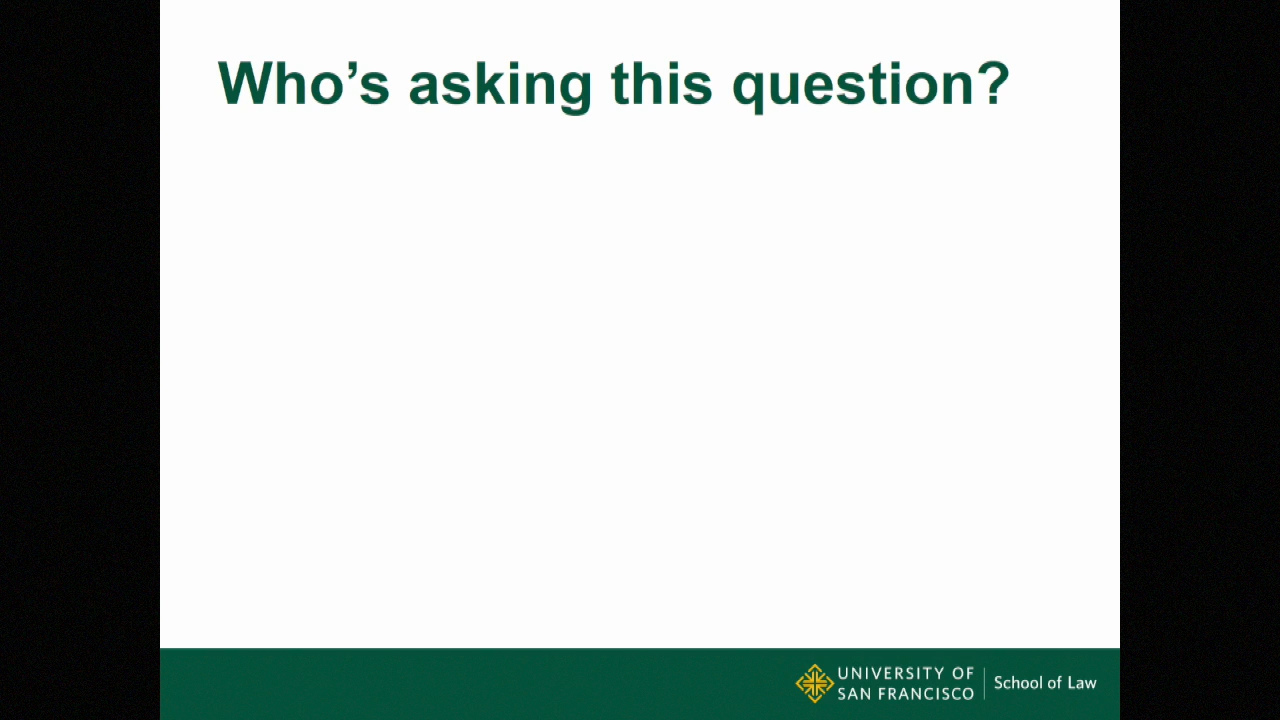 Who’s asking this question?
UNIVERSITY OF
SAN FRANCISCO
School of Law